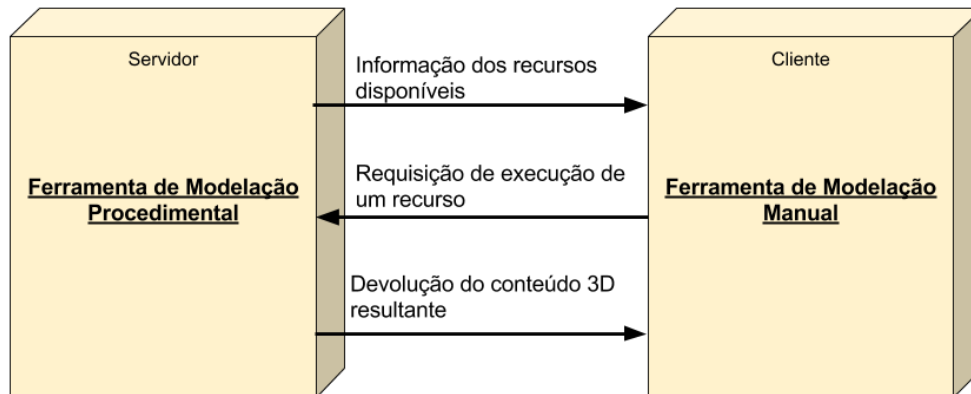 Servidor
Ferramenta de Modelação
Procedimental
Informação dos recursos
disponíveis
Requisição de execução de
um recurso
Devolução do conteúdo 3D
resultante
Cliente
Ferramenta de Modelação
Manual